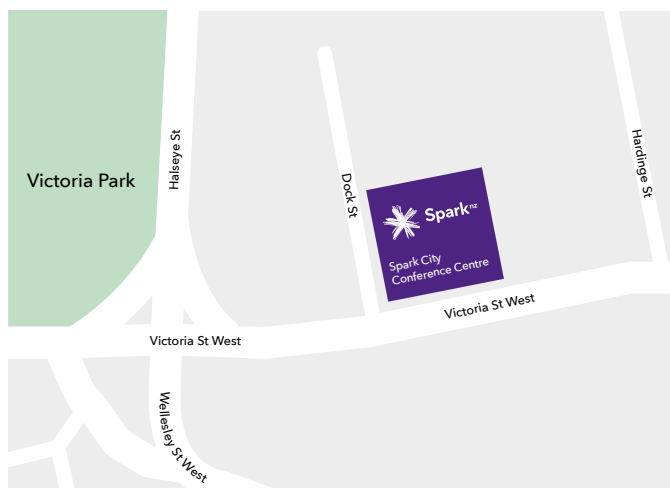 Halseye St
Hardinge St
Victoria Park
Dock St
Spark nz
Spark City
Conference Centre
Victoria St West
Victoria St West
Wellesley St West